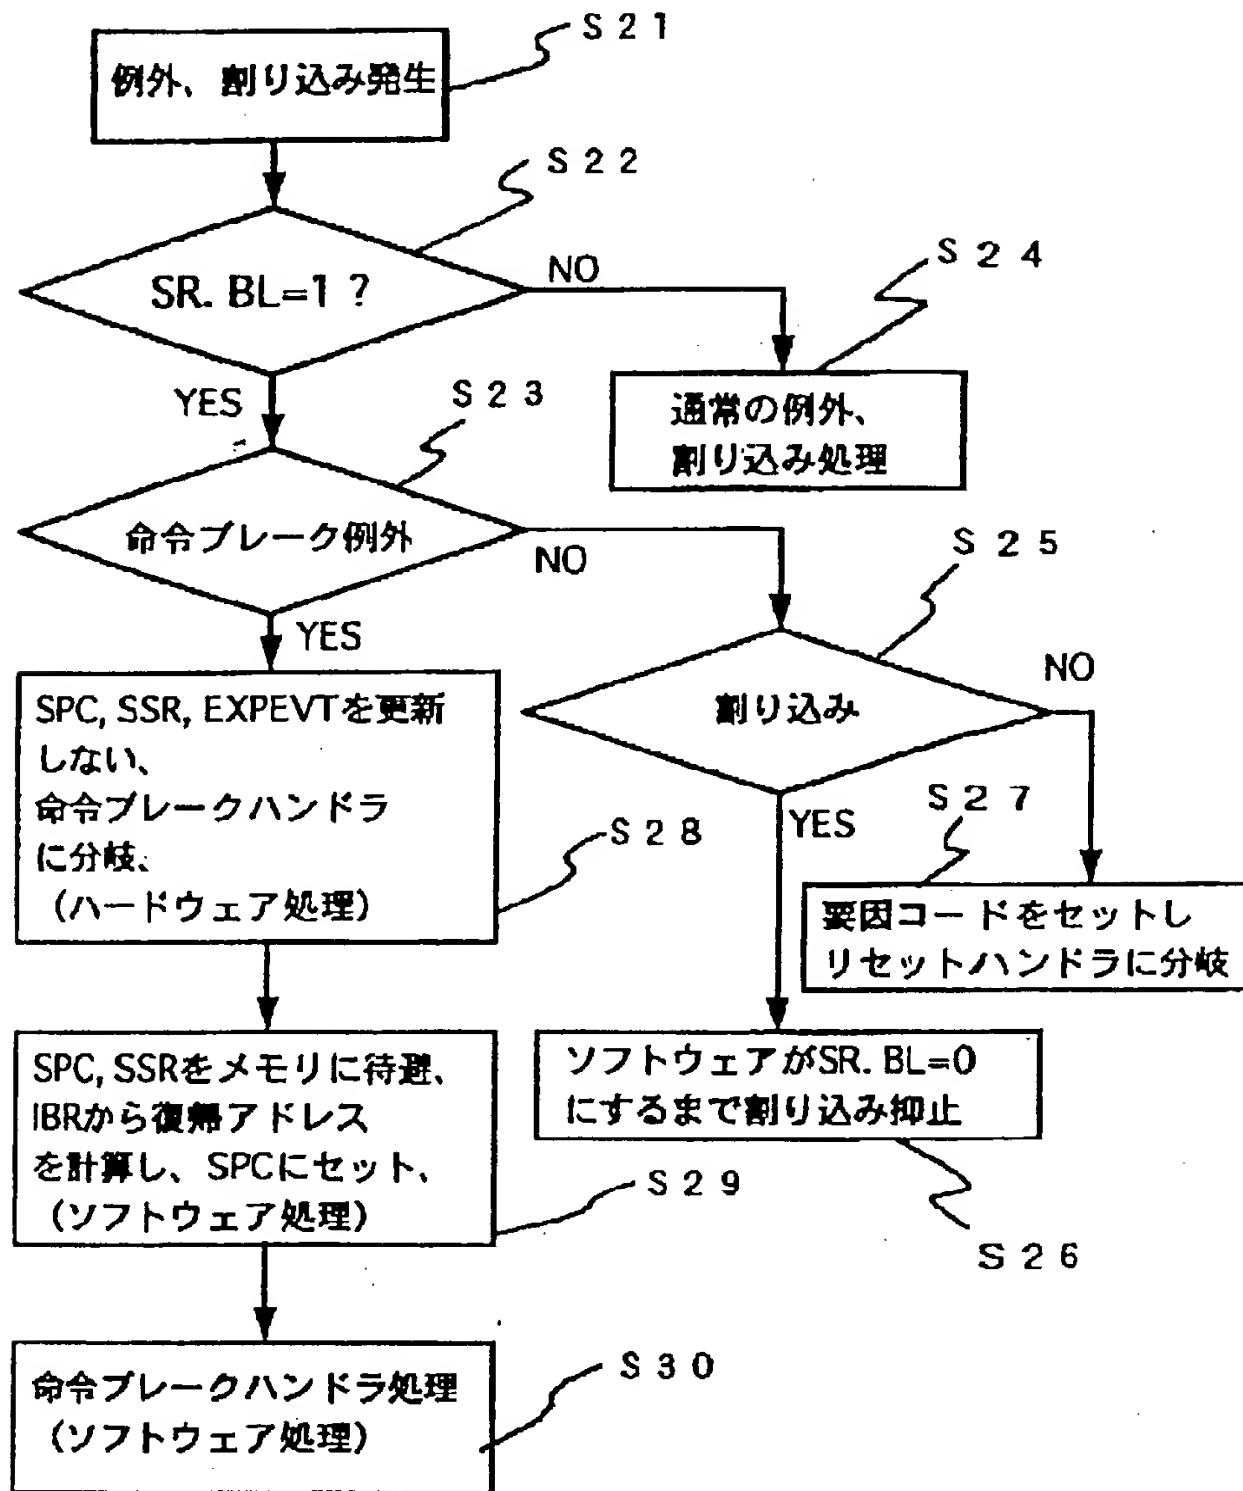 S21
例外、割り込み発生
S22
SR. BL=1 ?
NO
S24
YES
S23
通常の例外、
割り込み処理
命令ブレーク例外
NO
S25
YES
割り込み
NO
SPC, SSR, EXPEVTを更新
しない、
命令ブレークハンドラ
に分岐、
(ハードウェア処理)
S28
YES
S27
要因コードをセットし
リセットハンドラに分岐
SPC, SSRをメモリに待避、
IBRから復帰アドレス
を計算し、SPCにセット、
(ソフトウェア処理)
S29
ソフトウェアがSR. BL=0
にするまで割り込み抑止
S26
命令ブレークハンドラ処理
(ソフトウェア処理)
S30